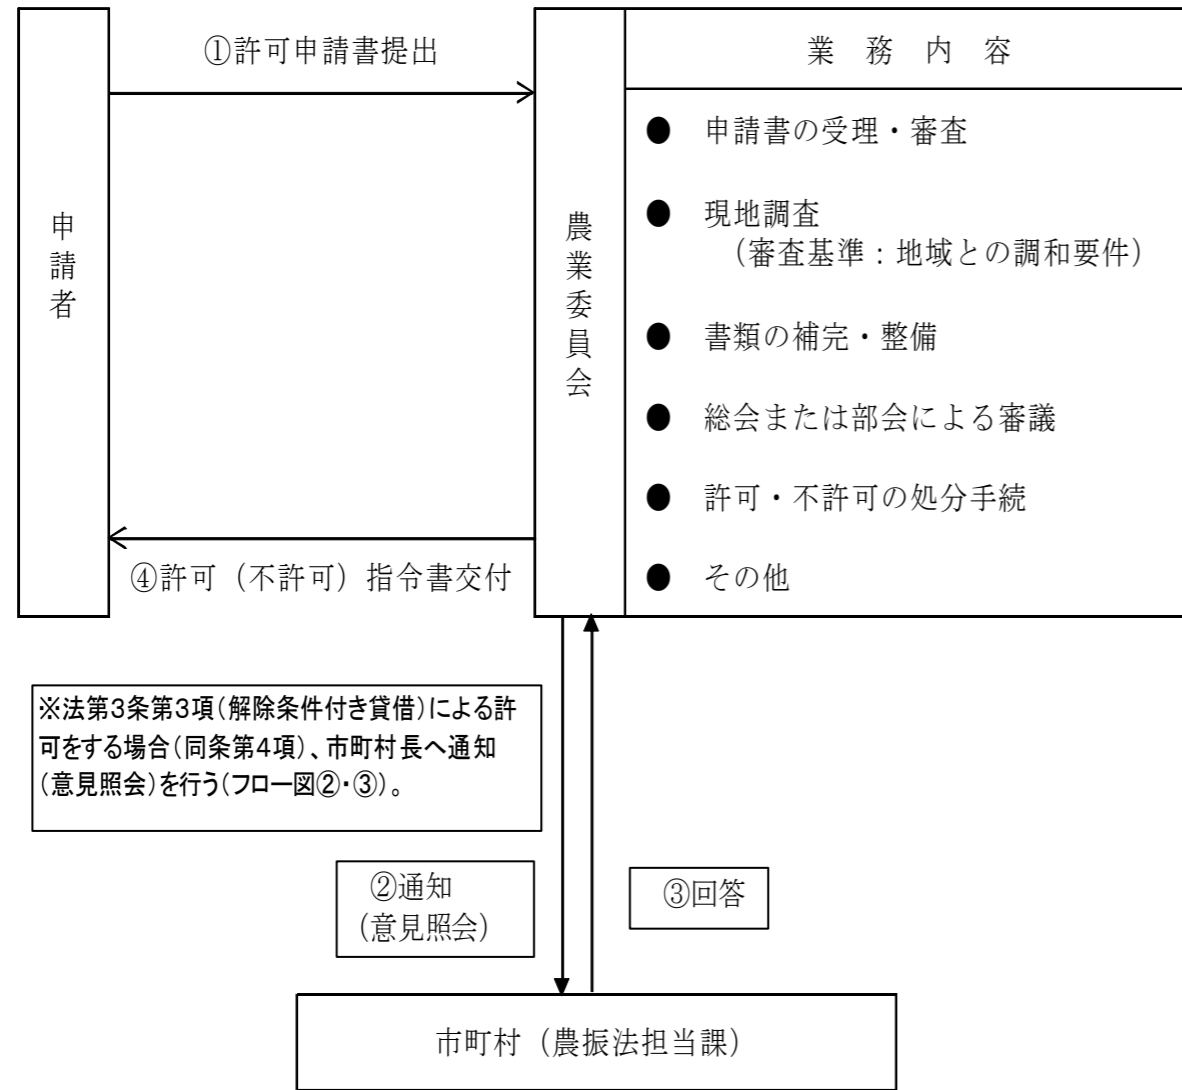 ①許可申請書提出
申請者
農業委員会
業務内容
● 申請書の受理・審査
● 現地調査
（審査基準：地域との調和要件）
● 書類の補完・整備
● 総会または部会による審議
● 許可・不許可の処分手続
● その他
④許可（不許可）指令書交付
※法第3条第3項(解除条件付き貸借)による許
可をする場合(同条第4項)、市町村長へ通知
(意見照会)を行う(フロー図②・③)。
②通知
（意見照会）
③回答
市町村（農振法担当課）